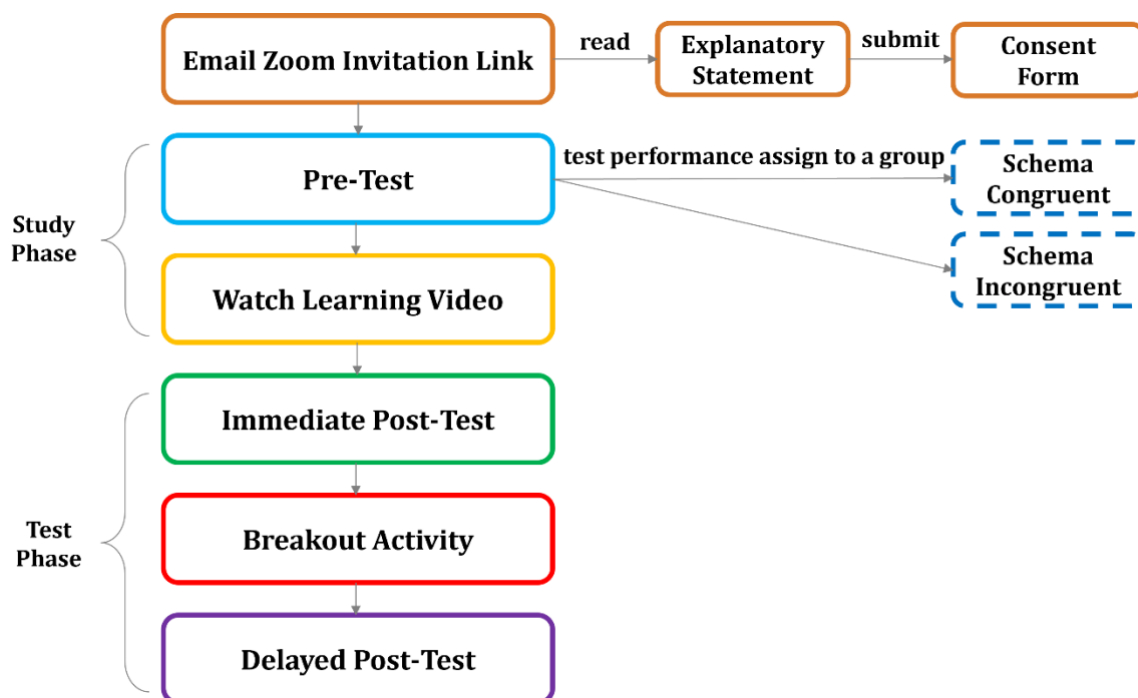 Email Zoom Invitation Link
read
Explanatory
Statement
submit
Consent
Form
Study
Phase
Pre-Test
test performance assign to a group
Schema
Congruent
Schema
Incongruent
Watch Learning Video
Test
Phase
Immediate Post-Test
Breakout Activity
Delayed Post-Test